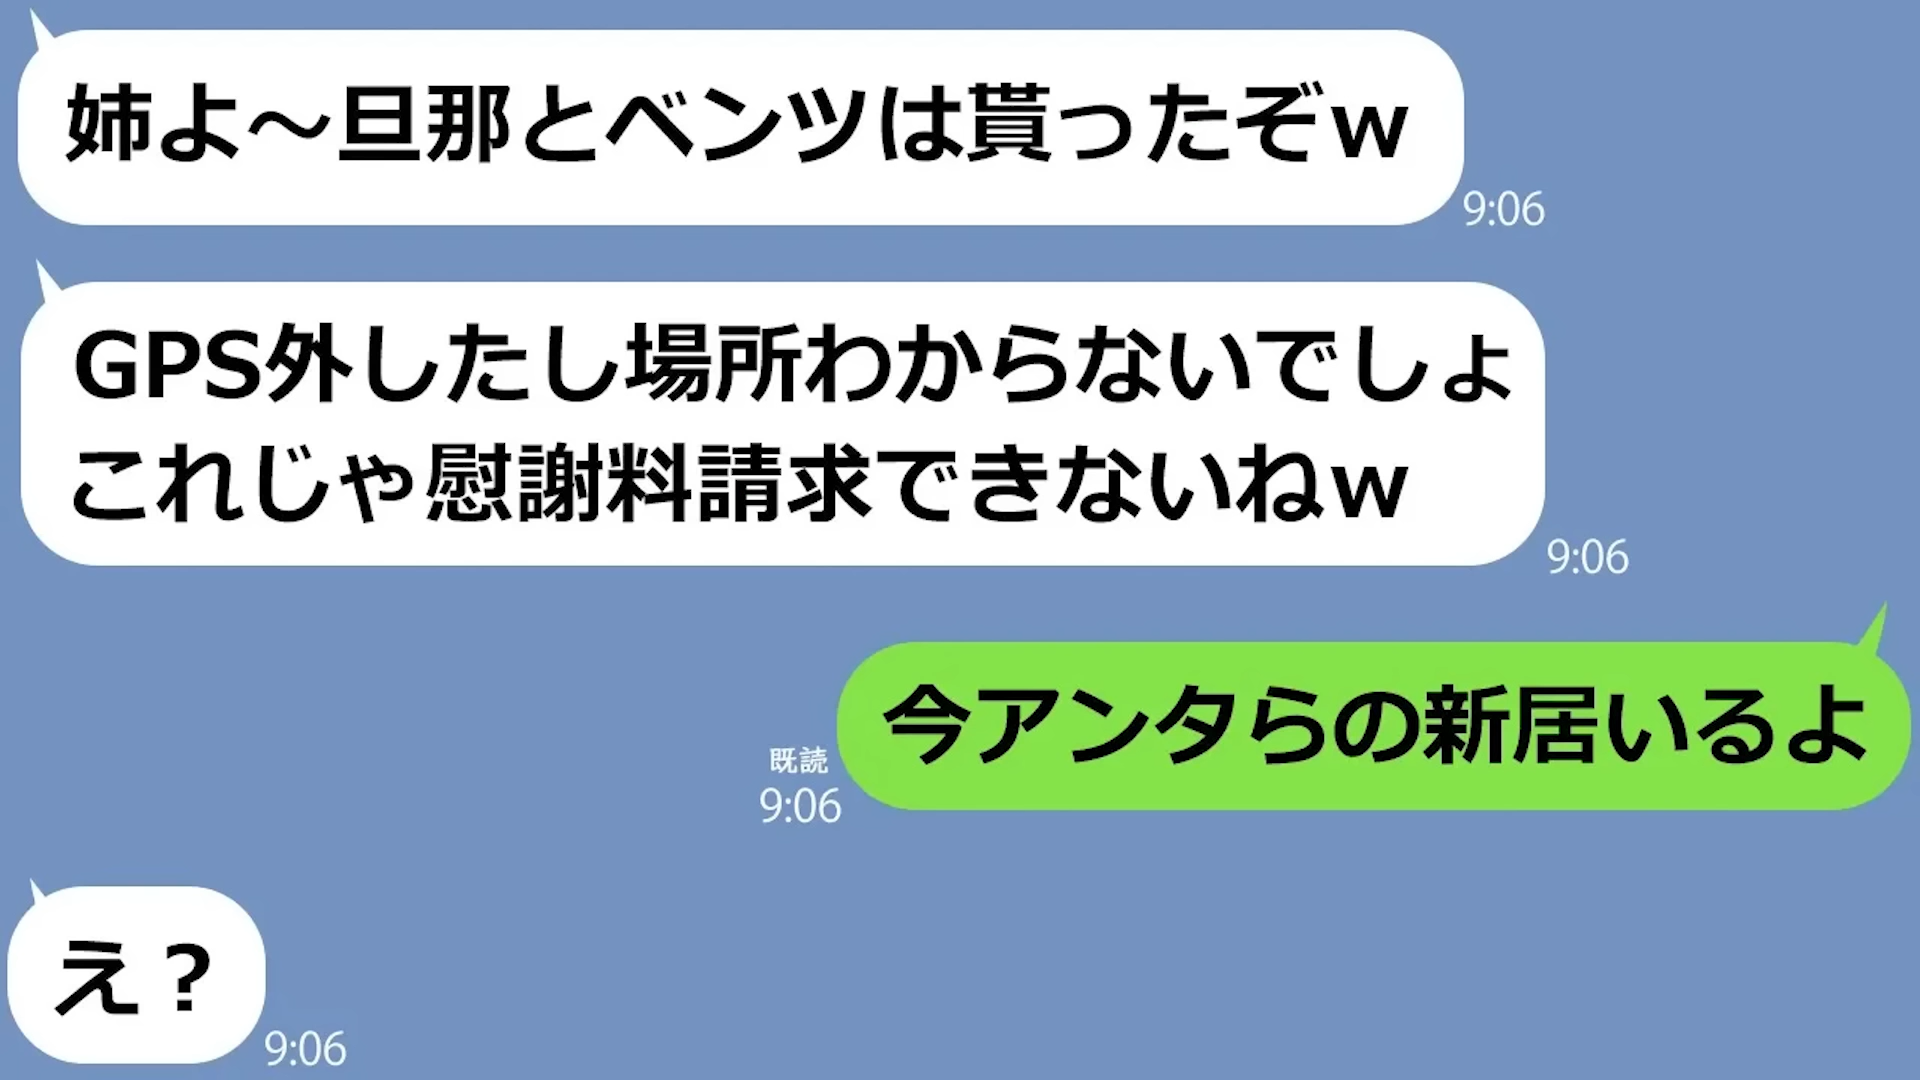 姉よ〜旦那とベンツは貰ったぞw
9:06
GPS外したし場所わからないでしょ
これじゃ慰謝料請求できないねw
9:06
今アンタらの新居いるよ
既読
9:06
え？
9:06